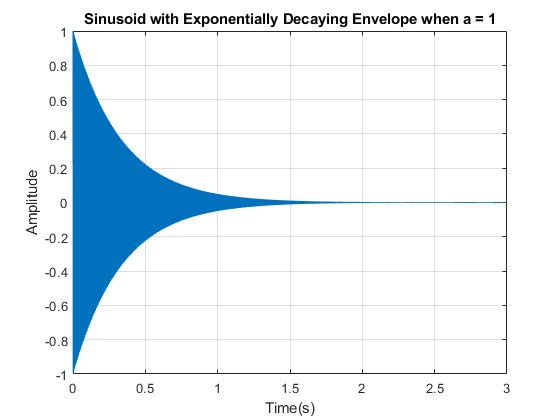 Sinusoid with Exponentially Decaying Envelope when a = 1
1
0.8
0.6
0.4
0.2
0
-0.2
-0.4
-0.6
-0.8
-1
Amplitude
0 0.5 1 1.5 2 2.5 3
Time(s)